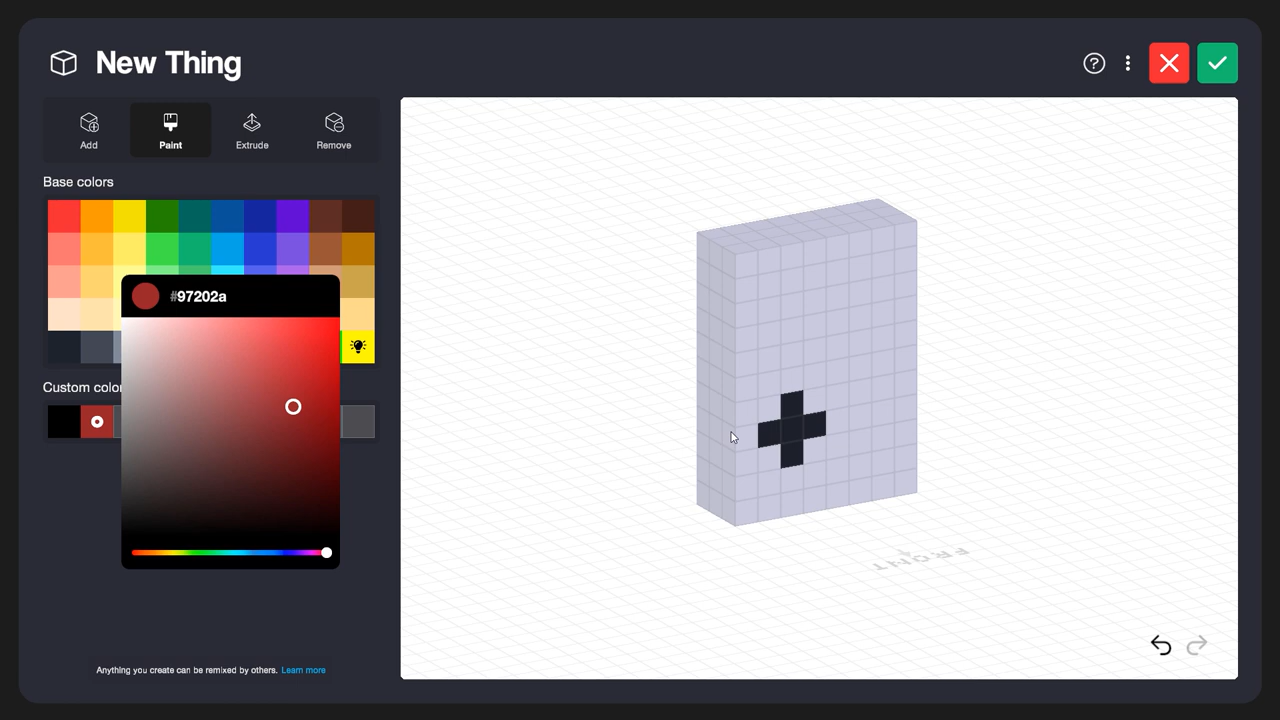 New Thing
Add
Paint
Extrude
Remove
Base colors
#97202a
Custom color
FRONT
Anything you create can be remixed by others. Learn more